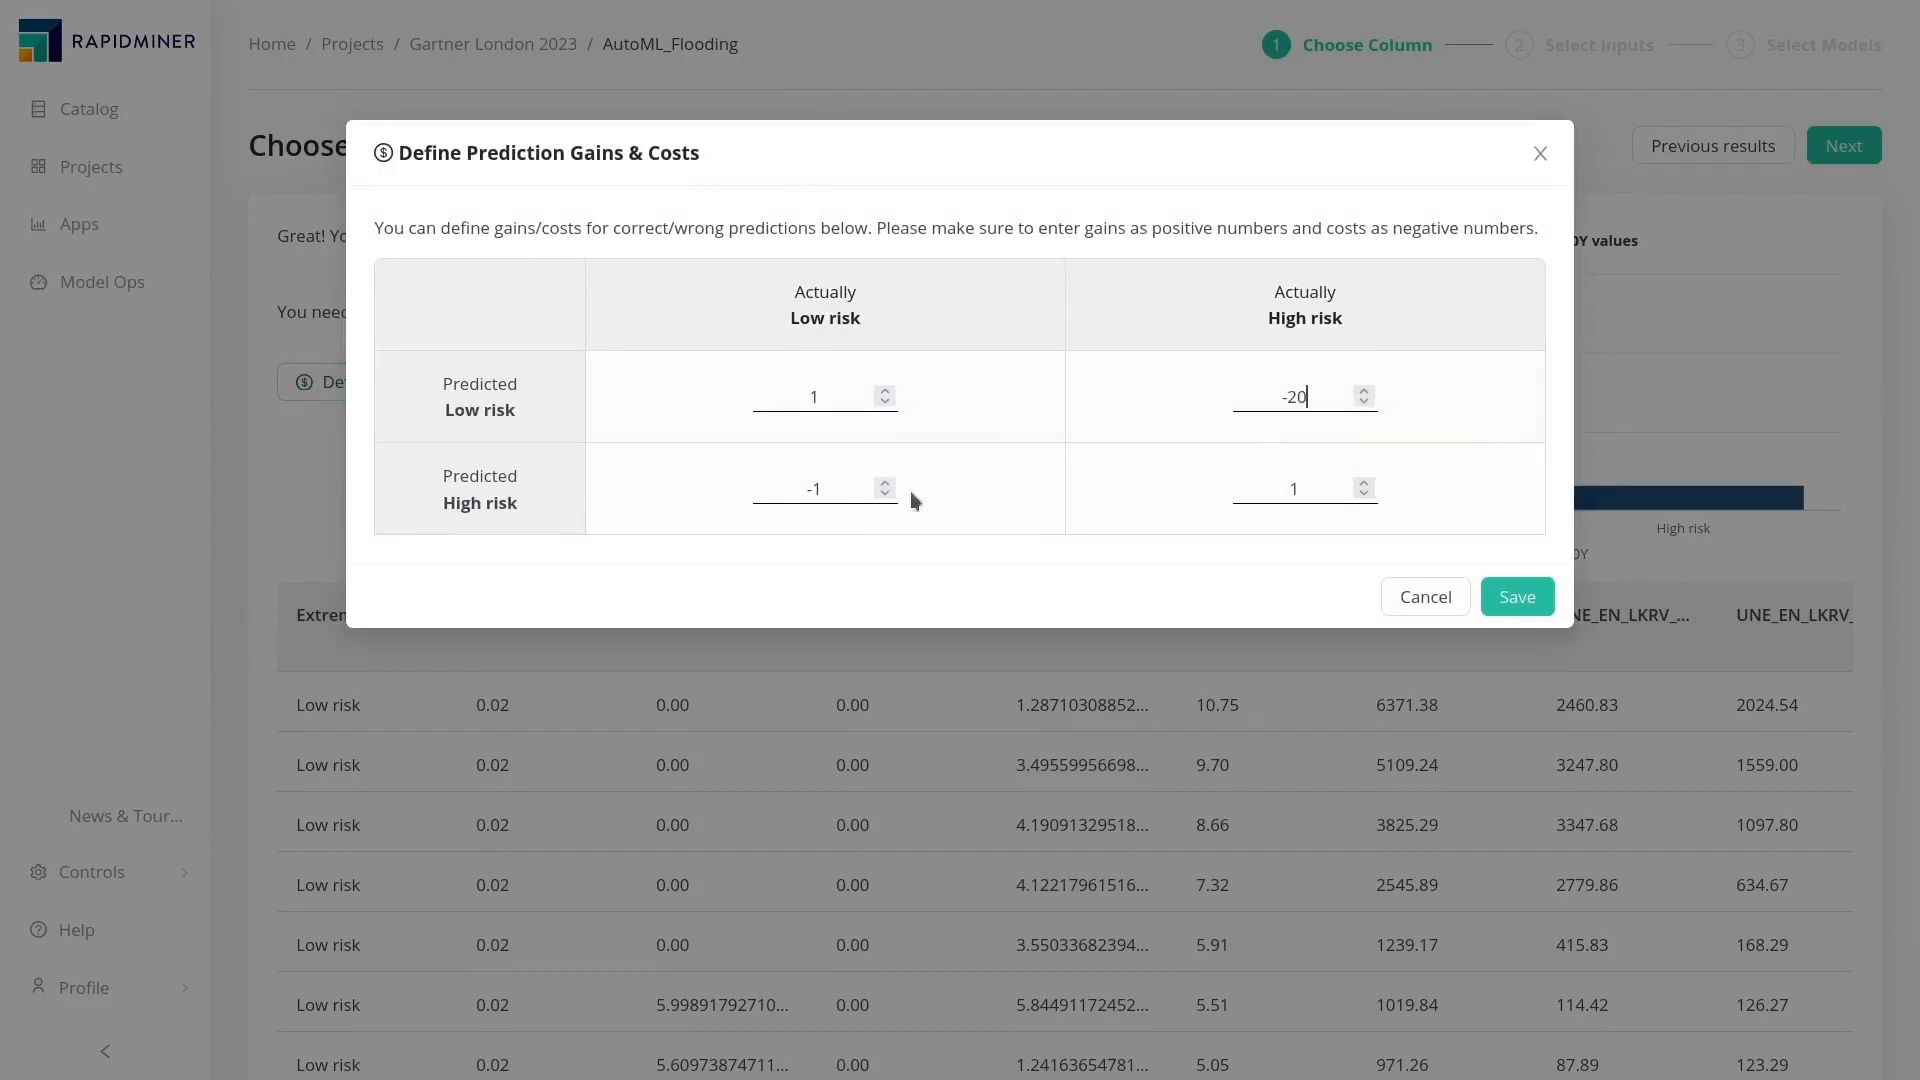 RAPIDMINER
Home / Projects / Gartner London 2023 / AutoML_Flooding
1 Choose Column
2 Select Inputs
3 Select Models
Catalog
Projects
Apps
Model Ops
News & Tour...
Controls
Help
Profile
Choose
Previous results
Next
Great! Yo
You need
Def
$ Define Prediction Gains & Costs
You can define gains/costs for correct/wrong predictions below. Please make sure to enter gains as positive numbers and costs as negative numbers.
Actually
Low risk
Actually
High risk
Predicted
Low risk
1
-20
Predicted
High risk
-1
1
Cancel
Save
0Y values
High risk
0Y
Extrem
NE_EN_LKRV_...
UNE_EN_LKRV_
Low risk 0.02 0.00 0.00 1.28710308852... 10.75 6371.38 2460.83 2024.54
Low risk 0.02 0.00 0.00 3.49559956698... 9.70 5109.24 3247.80 1559.00
Low risk 0.02 0.00 0.00 4.19091329518... 8.66 3825.29 3347.68 1097.80
Low risk 0.02 0.00 0.00 4.12217961516... 7.32 2545.89 2779.86 634.67
Low risk 0.02 0.00 0.00 3.55033682394... 5.91 1239.17 415.83 168.29
Low risk 0.02 5.99891792710... 0.00 5.84491172452... 5.51 1019.84 114.42 126.27
Low risk 0.02 5.60973874711... 0.00 1.24163654781... 5.05 971.26 87.89 123.29